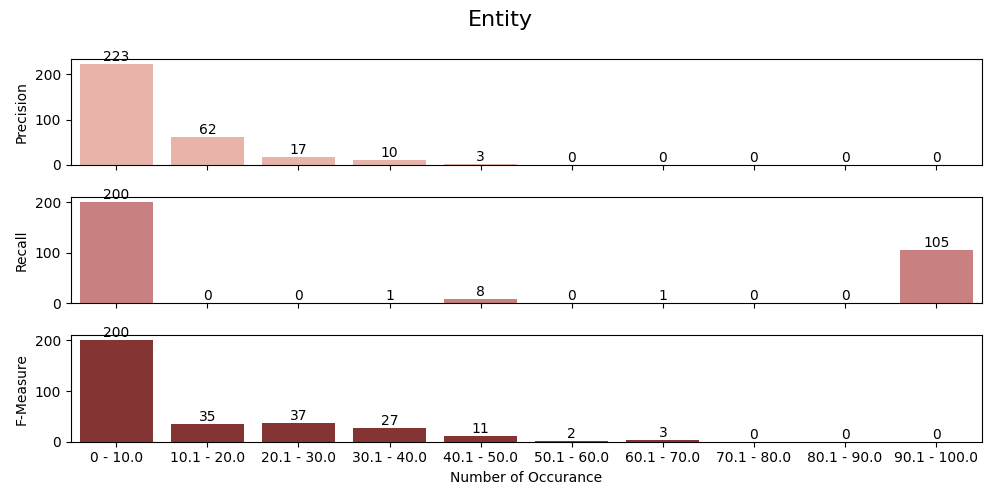 Entity
Precision
200
100
0
223
62
17
10
3
0
0
0
0
0
Recall
200
100
0
200
0
0
1
8
0
1
0
0
105
F-Measure
200
100
0
200
35
37
27
11
2
3
0
0
0
0 - 10.0
10.1 - 20.0
20.1 - 30.0
30.1 - 40.0
40.1 - 50.0
50.1 - 60.0
60.1 - 70.0
70.1 - 80.0
80.1 - 90.0
90.1 - 100.0
Number of Occurance